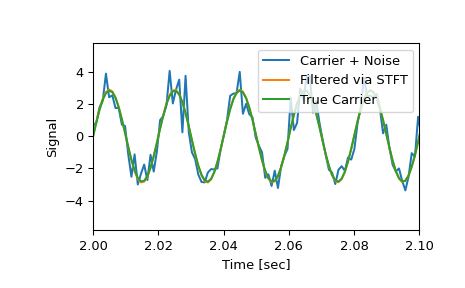 Carrier + Noise
Filtered via STFT
True Carrier
4
2
0
−2
−4
Signal
2.00 2.02 2.04 2.06 2.08 2.10
Time [sec]